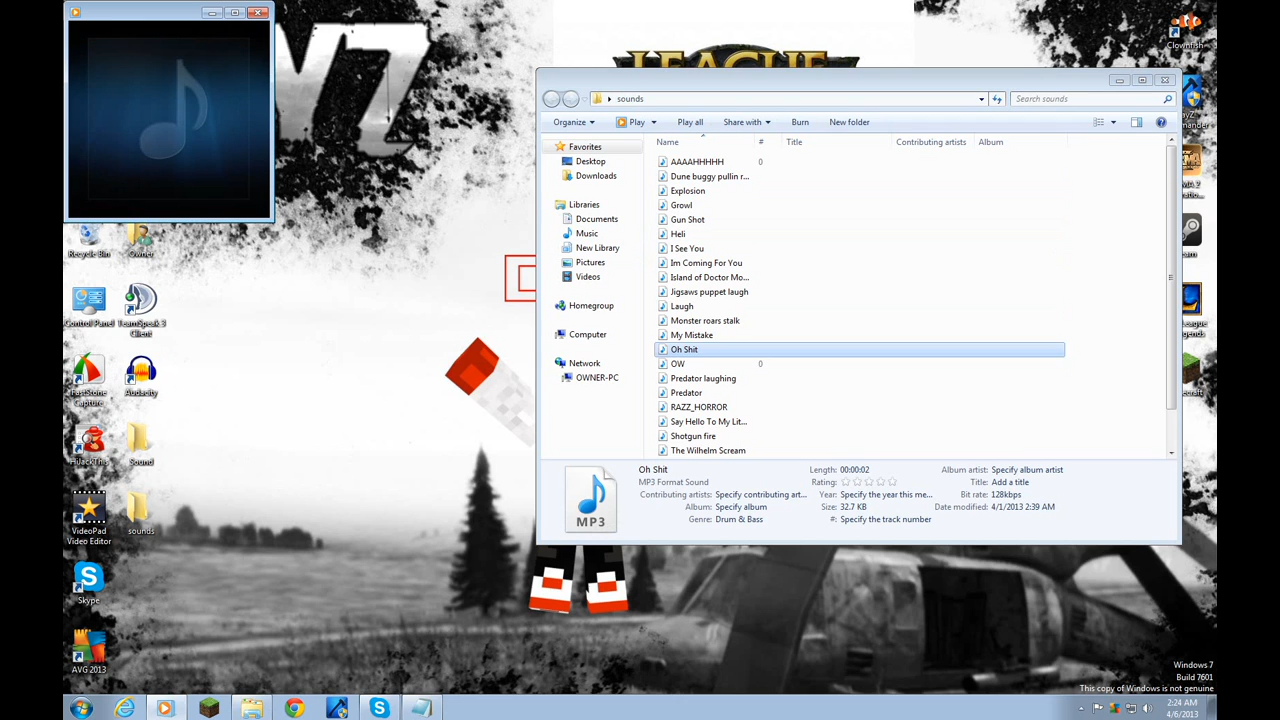 VZ
LEAGUE
Clownfish
sounds
Search sounds
Organize
Play
Play all
Share with
Burn
New folder
Name
#
Title
Contributing artists
Album
Favorites
Desktop
Downloads
Libraries
Documents
Music
New Library
Pictures
Videos
Homegroup
Computer
Network
OWNER-PC
AAAAHHHHH 0
Dune buggy pullin r...
Explosion
Growl
Gun Shot
Heli
I See You
Im Coming For You
Island of Doctor Mo...
Jigsaws puppet laugh
Laugh
Monster roars stalk
My Mistake
Oh Shit
OW 0
Predator laughing
Predator
RAZZ_HORROR
Say Hello To My Lit...
Shotgun fire
The Wilhelm Scream
Oh Shit
MP3 Format Sound
Contributing artists: Specify contributing art...
Album: Specify album
Genre: Drum & Bass
Length: 00:00:02
Rating:
Year: Specify the year this me...
Size: 32.7 KB
#: Specify the track number
Album artist: Specify album artist
Title: Add a title
Bit rate: 128kbps
Date modified: 4/1/2013 2:39 AM
MP3
Recycle Bin
Owner
Control Panel
TeamSpeak 3
Client
FastStone
Capture
Audacity
HijackThis
Sound
VideoPad
Video Editor
sounds
Skype
AVG 2013
Windows 7
Build 7601
This copy of Windows is not genuine
2:24 AM
4/6/2013